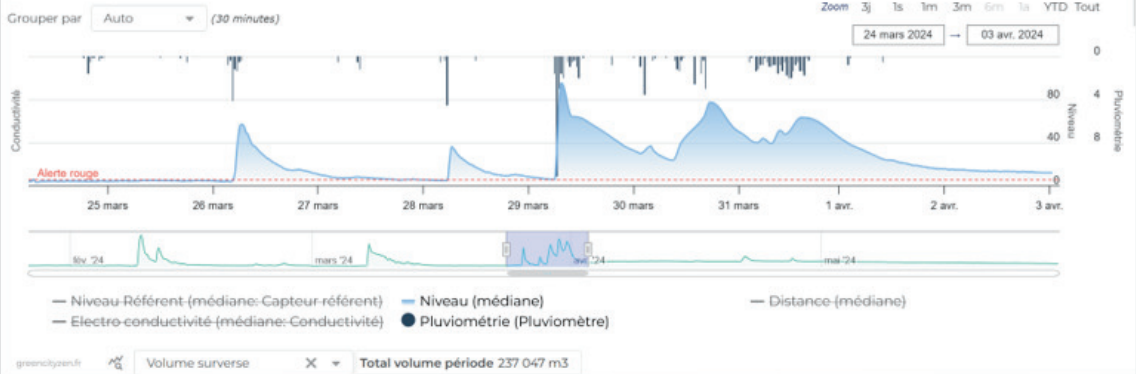 Grouper par Auto (30 minutes)
Zoom 3j 1s 1m 3m 6m 1a YTD Tout
24 mars 2024 → 03 avr. 2024
0
80 4
40 8
0
Conductivité
Niveau
Pluviométrie
Alerte rouge
25 mars 26 mars 27 mars 28 mars 29 mars 30 mars 31 mars 1 avr. 2 avr. 3 avr.
fév. '24 mars '24 avr. '24 mai '24
Niveau Référent (médiane: Capteur référent) Niveau (médiane) Distance (médiane)
Electro conductivité (médiane: Conductivité) Pluviométrie (Pluviomètre)
greencityzen.fr Volume surverse X Total volume période 237 047 m3